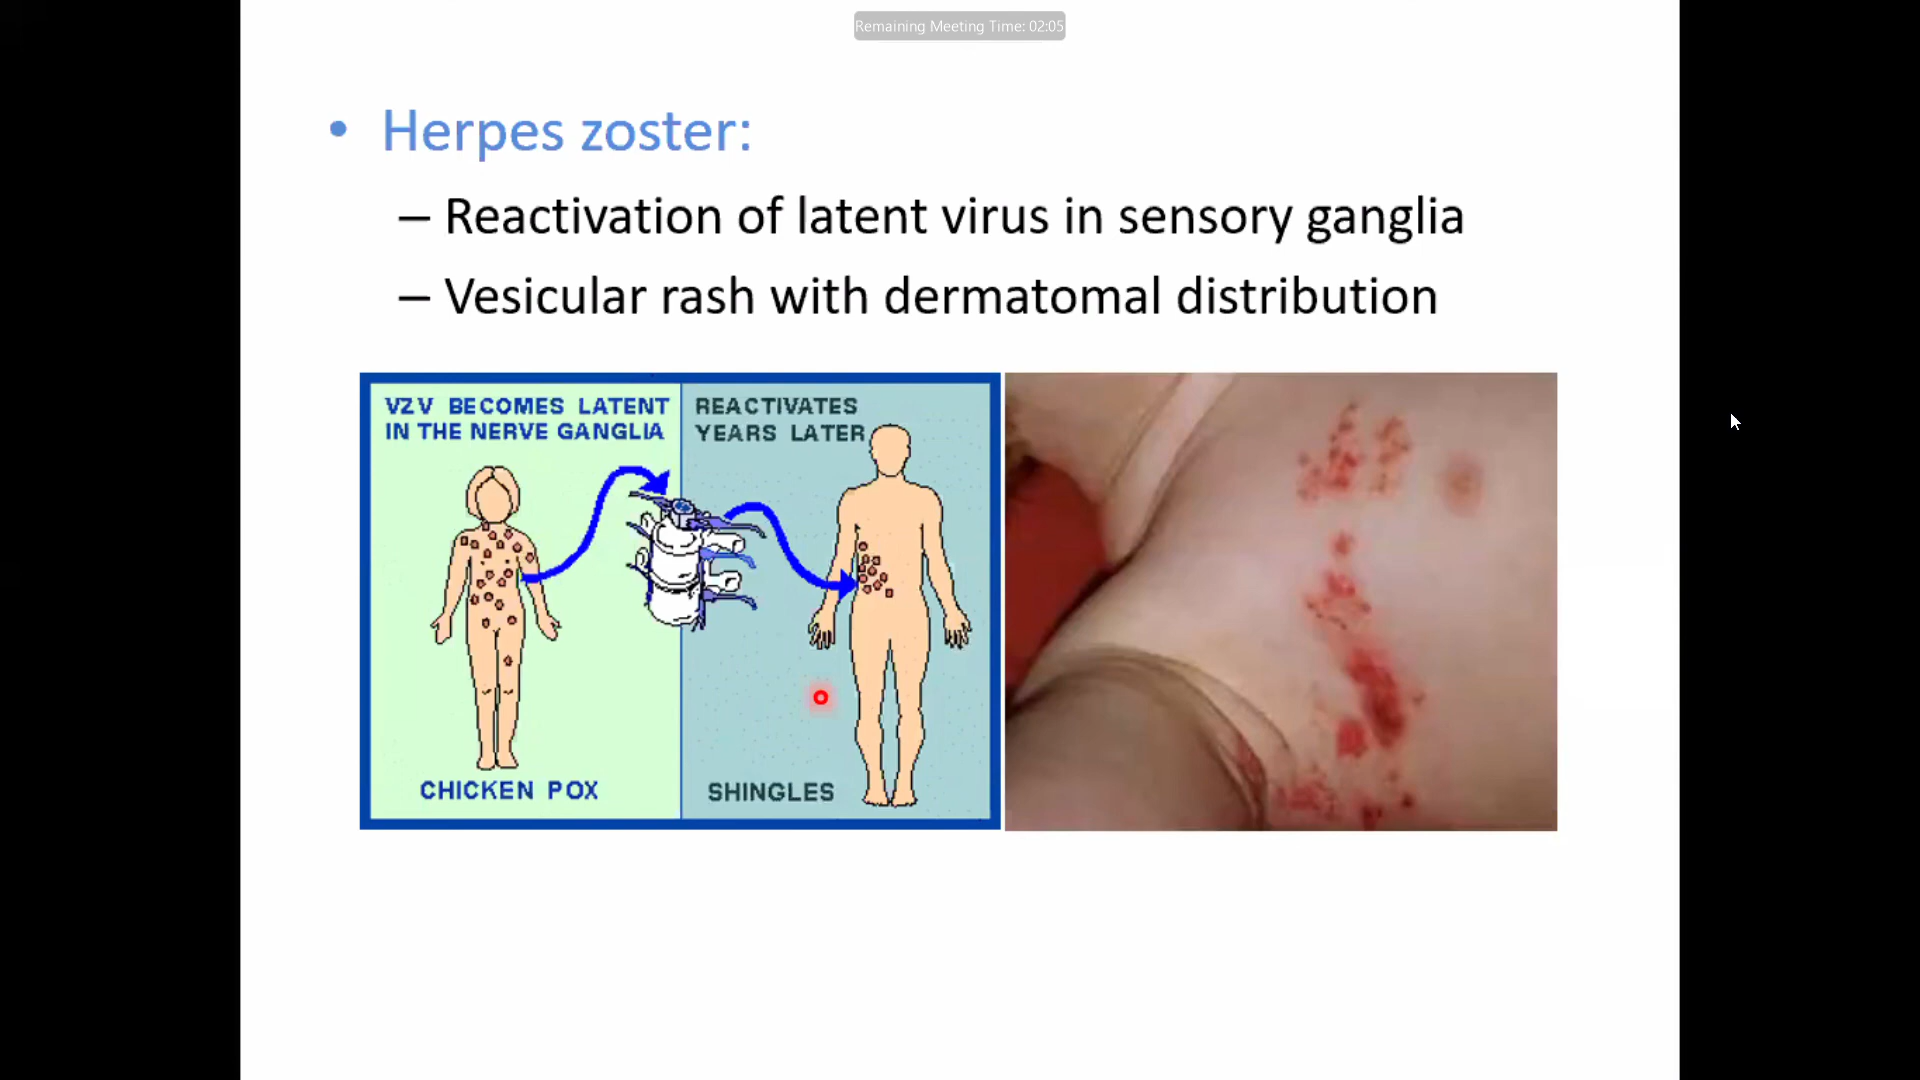 Remaining Meeting Time: 02:05
• Herpes zoster:
– Reactivation of latent virus in sensory ganglia
– Vesicular rash with dermatomal distribution
VZV BECOMES LATENT
IN THE NERVE GANGLIA
REACTIVATES
YEARS LATER
CHICKEN POX
SHINGLES